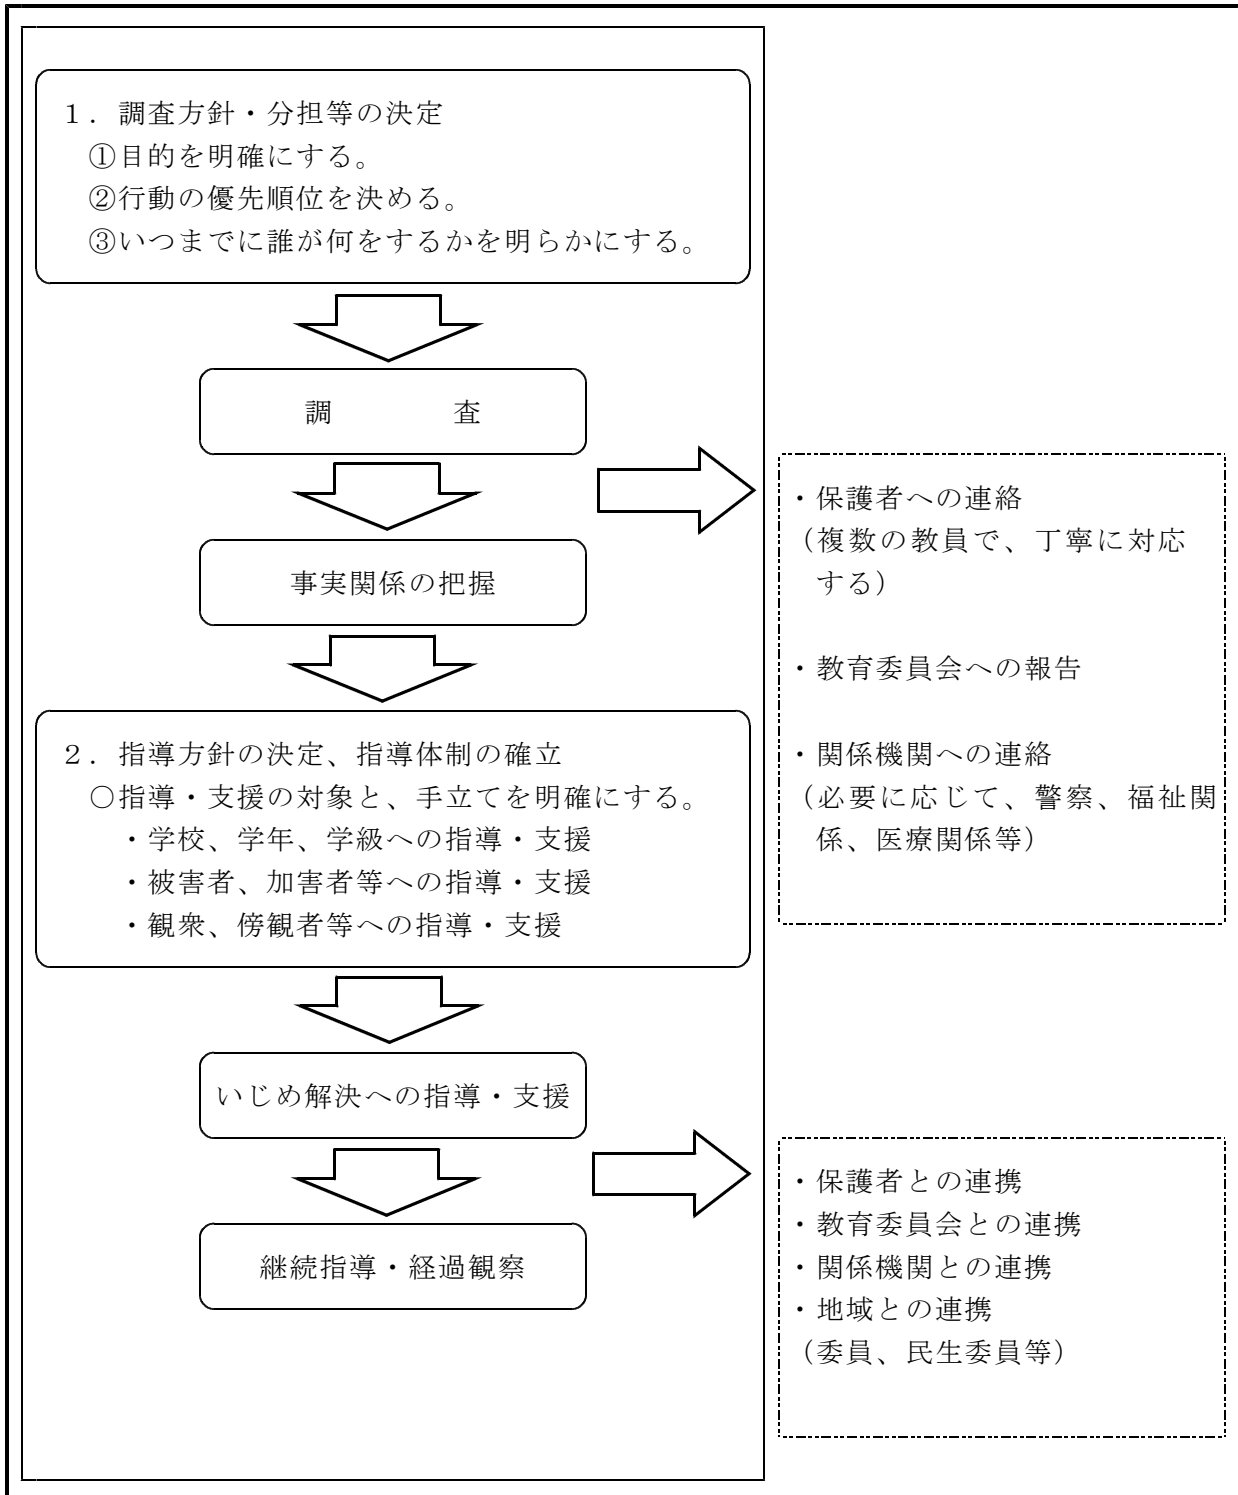 １．調査方針・分担等の決定
①目的を明確にする。
②行動の優先順位を決める。
③いつまでに誰が何をするかを明らかにする。
調　　　　査
事実関係の把握
・保護者への連絡
（複数の教員で、丁寧に対応
する）
・教育委員会への報告
・関係機関への連絡
（必要に応じて、警察、福祉関
係、医療関係等）
２．指導方針の決定、指導体制の確立
○指導・支援の対象と、手立てを明確にする。
・学校、学年、学級への指導・支援
・被害者、加害者等への指導・支援
・観衆、傍観者等への指導・支援
いじめ解決への指導・支援
継続指導・経過観察
・保護者との連携
・教育委員会との連携
・関係機関との連携
・地域との連携
（委員、民生委員等）